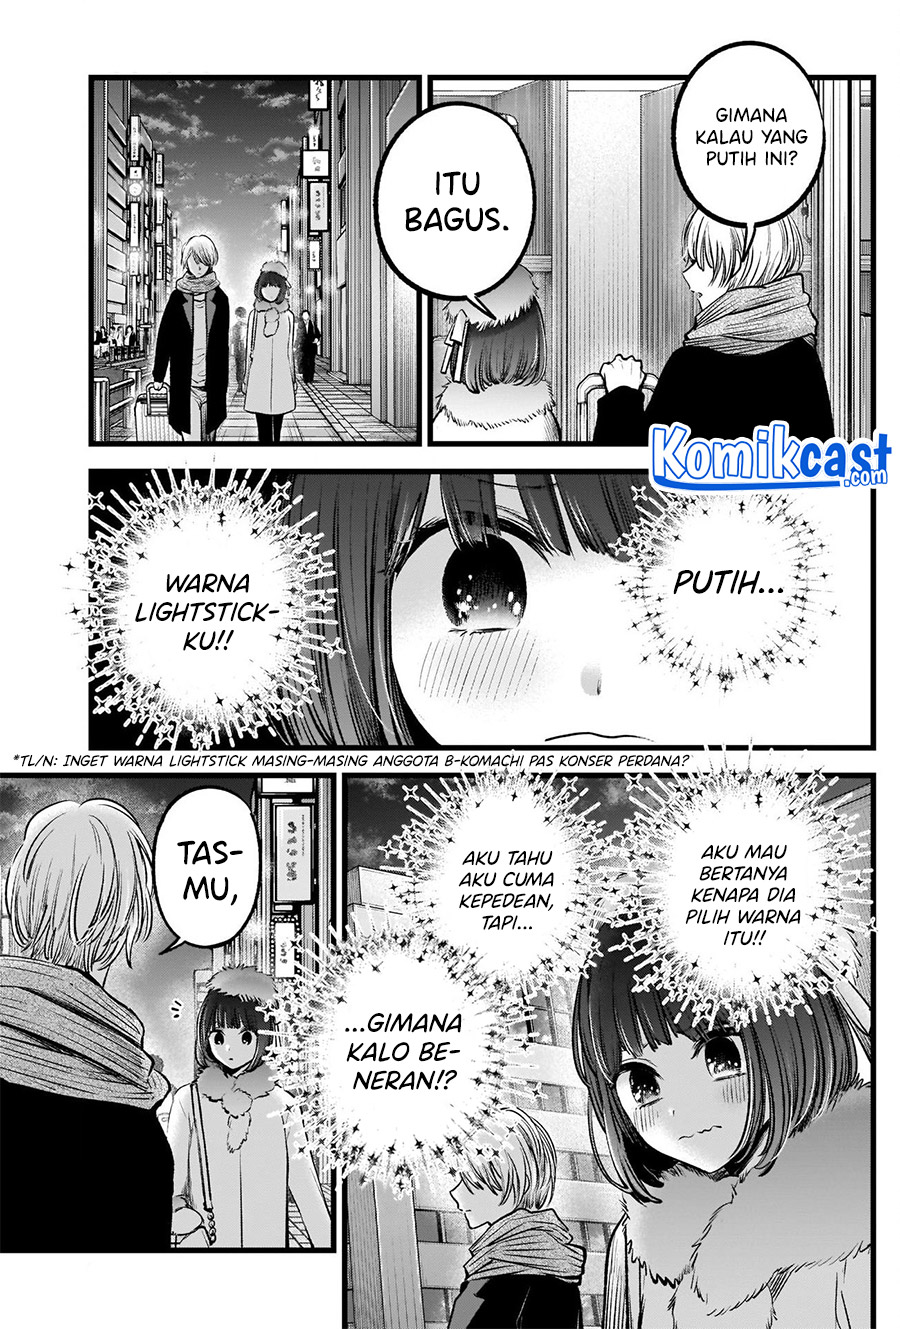 GIMANA
KALAU YANG
PUTIH INI?
ITU
BAGUS.
Komikcast
.com
PUTIH...
WARNA
LIGHTSTICK-
KU!!
*TL/N: INGET WARNA LIGHTSTICK MASING-MASING ANGGOTA B-KOMACHI PAS KONSER PERDANA?
AKU MAU
BERTANYA
KENAPA DIA
PILIH WARNA
ITU!!
AKU TAHU
AKU CUMA
KEPEDEAN,
TAPI...
...GIMANA
KALO BE-
NERAN!?
TAS-
MU,